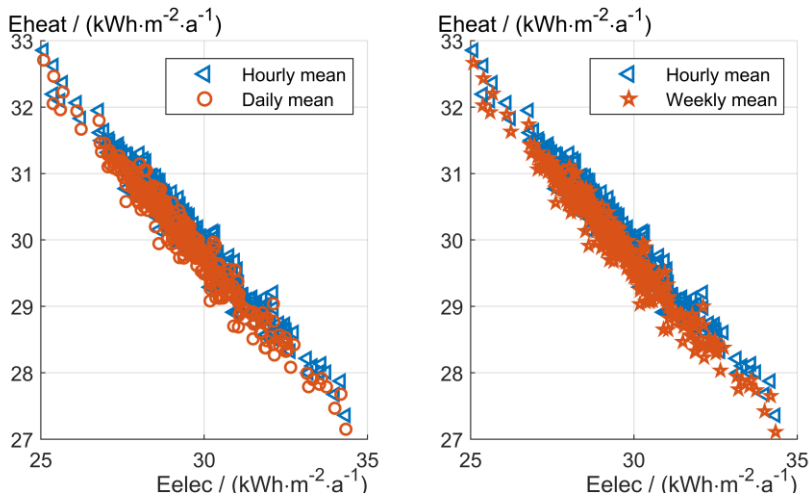 Eheat / (kWh·m⁻²·a⁻¹)
33
32
31
30
29
28
27
25
30
35
Eelec / (kWh·m⁻²·a⁻¹)
Hourly mean
Daily mean
Eheat / (kWh·m⁻²·a⁻¹)
33
32
31
30
29
28
27
25
30
35
Eelec / (kWh·m⁻²·a⁻¹)
Hourly mean
Weekly mean